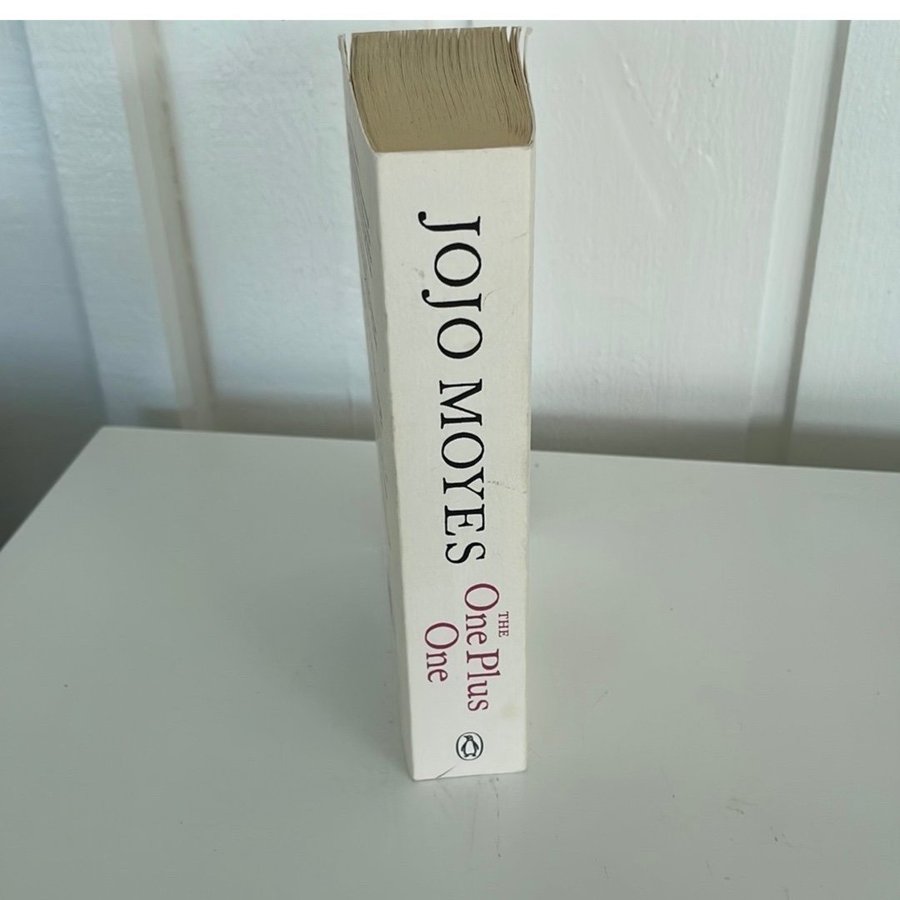 JOJO MOYES
THE
One Plus
One